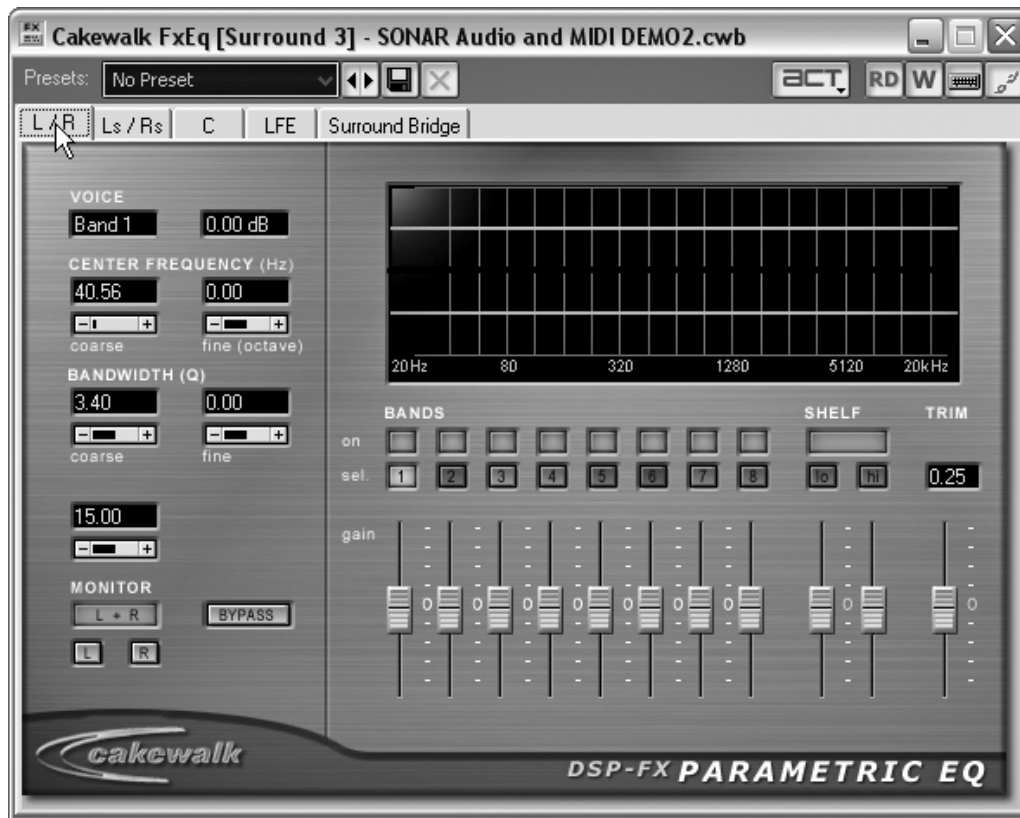 Cakewalk FxEq [Surround 3] - SONAR Audio and MIDI DEMO2.cwb
Presets: No Preset ACT RD W
L / R Ls / Rs C LFE Surround Bridge
VOICE
Band 1 0.00 dB
CENTER FREQUENCY (Hz)
40.56 0.00
- + - +
coarse fine (octave)
BANDWIDTH (Q)
3.40 0.00
- + - +
coarse fine
15.00
- +
MONITOR
L + R BYPASS
L R
20Hz 80 320 1280 5120 20kHz
BANDS SHELF TRIM
on
sel. 1 2 3 4 5 6 7 8 lo hi 0.25
gain
0 0 0 0 0 0 0 0 0
cakewalk
DSP-FX PARAMETRIC EQ